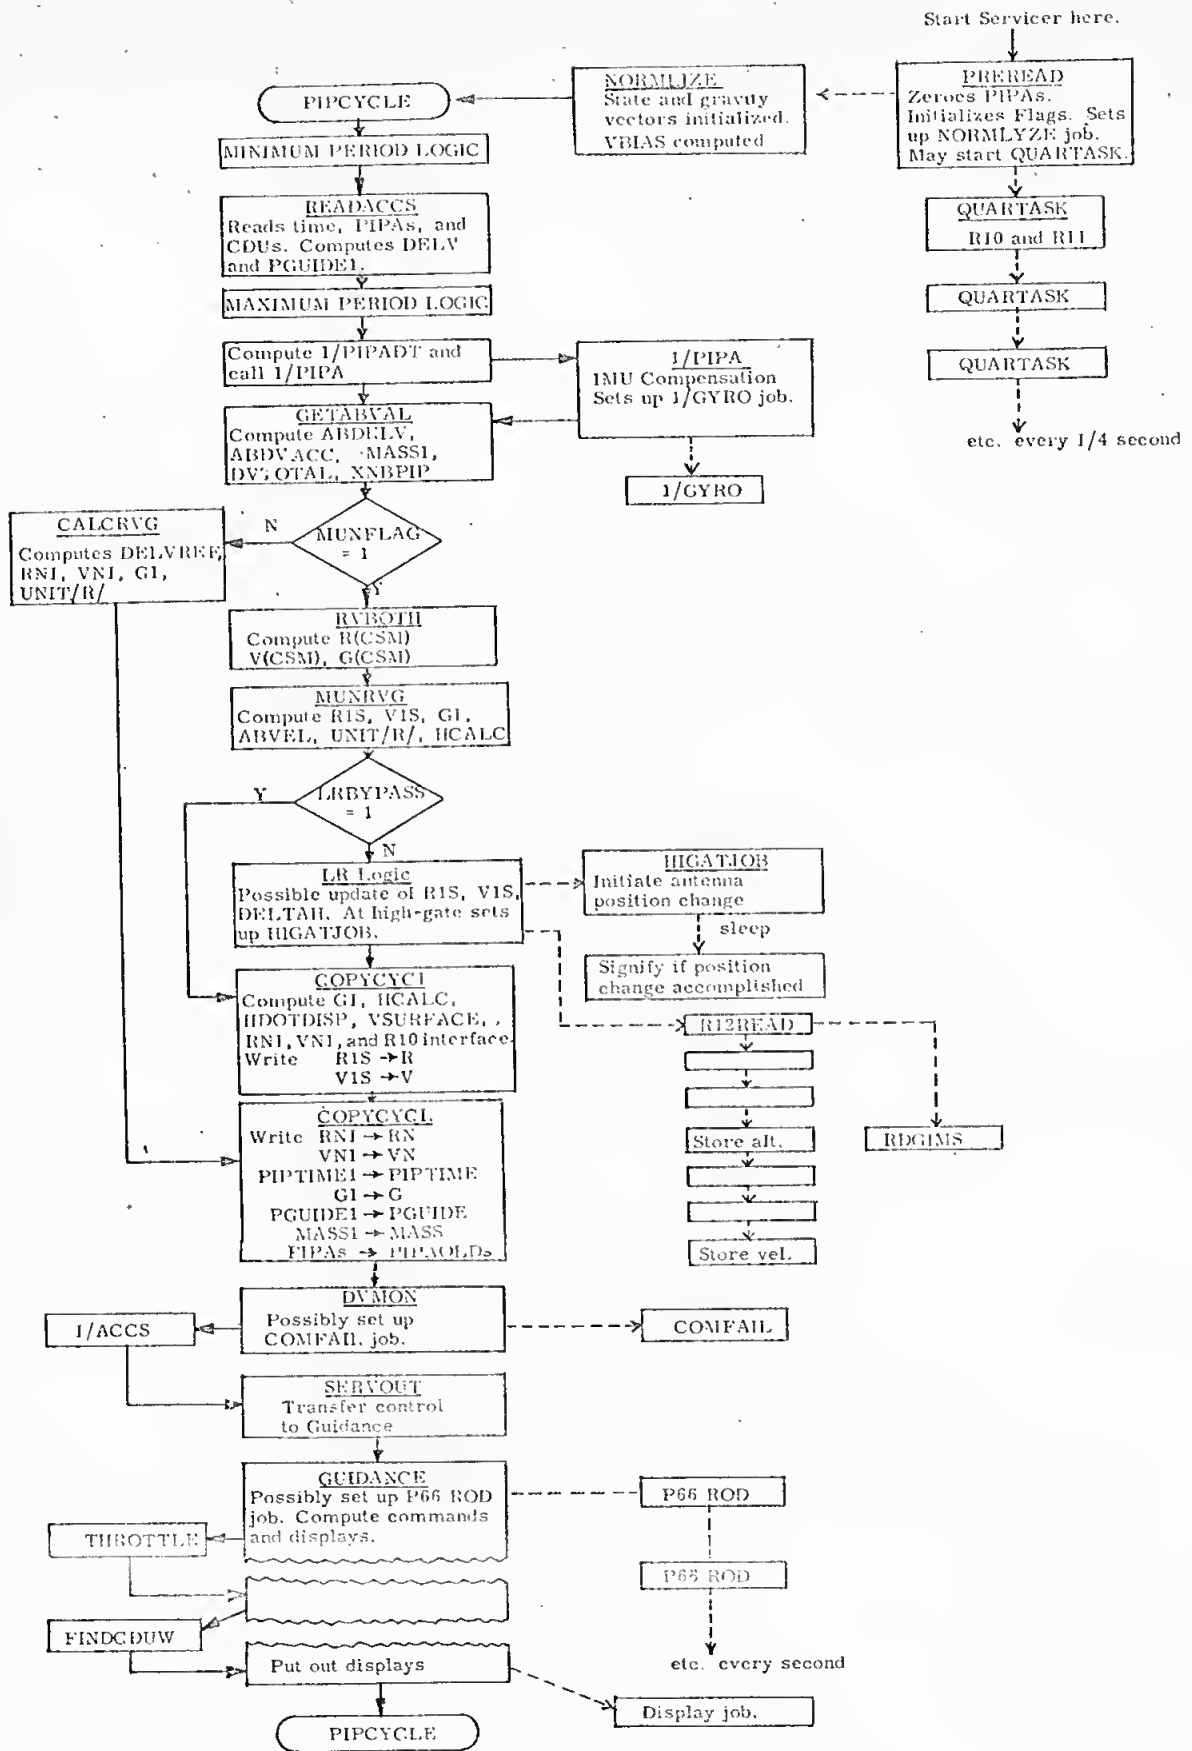 Start Servicer here.
PREREAD
Zeroes PIPAs.
Initializes Flags. Sets
up NORMLYZE job.
May start QUARTASK.
NORMLIZE
State and gravity
vectors initialized.
VBIAS computed
PIPCYCLE
MINIMUM PERIOD LOGIC
READACCS
Reads time, PIPAs, and
CDUs. Computes DELV
and PGUIDE1.
MAXIMUM PERIOD LOGIC
Compute 1/PIPADT and
call 1/PIPA
1/PIPA
IMU Compensation
Sets up 1/GYRO job.
1/GYRO
QUARTASK
R10 and R11
QUARTASK
QUARTASK
etc. every 1/4 second
GETABVAL
Compute ABDELV,
ABDVACC, MASS1,
DVTOTAL, XNBPIP
MUNFLAG
= 1
N
Y
CALCRVG
Computes DELVREF,
RN1, VN1, G1,
UNIT/R/
RVBOTH
Compute R(CSM)
V(CSM), G(CSM)
MUNRVG
Compute R1S, V1S, G1,
ABVEL, UNIT/R/, HCALC
LRBYPASS
= 1
Y
N
LR Logic
Possible update of R1S, V1S,
DELTAH. At high-gate sets
up HIGATJOB.
HIGATJOB
Initiate antenna
position change
sleep
Signify if position
change accomplished
R12READ
Store alt.
Store vel.
RDGIMS
COPYCYC1
Compute G1, HCALC,
HDOTDISP, VSURFACE, ,
RN1, VN1, and R10 interface.
Write R1S → R
V1S → V
COPYCYCL
Write RN1 → RN
VN1 → VN
PIPTIME1 → PIPTIME
G1 → G
PGUIDE1 → PGUIDE
MASS1 → MASS
PIPAs → PIPAOLDs
DVMON
Possibly set up
COMFAIL job.
1/ACCS
COMFAIL
SERVOUT
Transfer control
to Guidance
GUIDANCE
Possibly set up P66 ROD
job. Compute commands
and displays.
P66 ROD
P66 ROD
etc. every second
THROTTLE
FINDCDUW
Put out displays
Display job.
PIPCYCLE